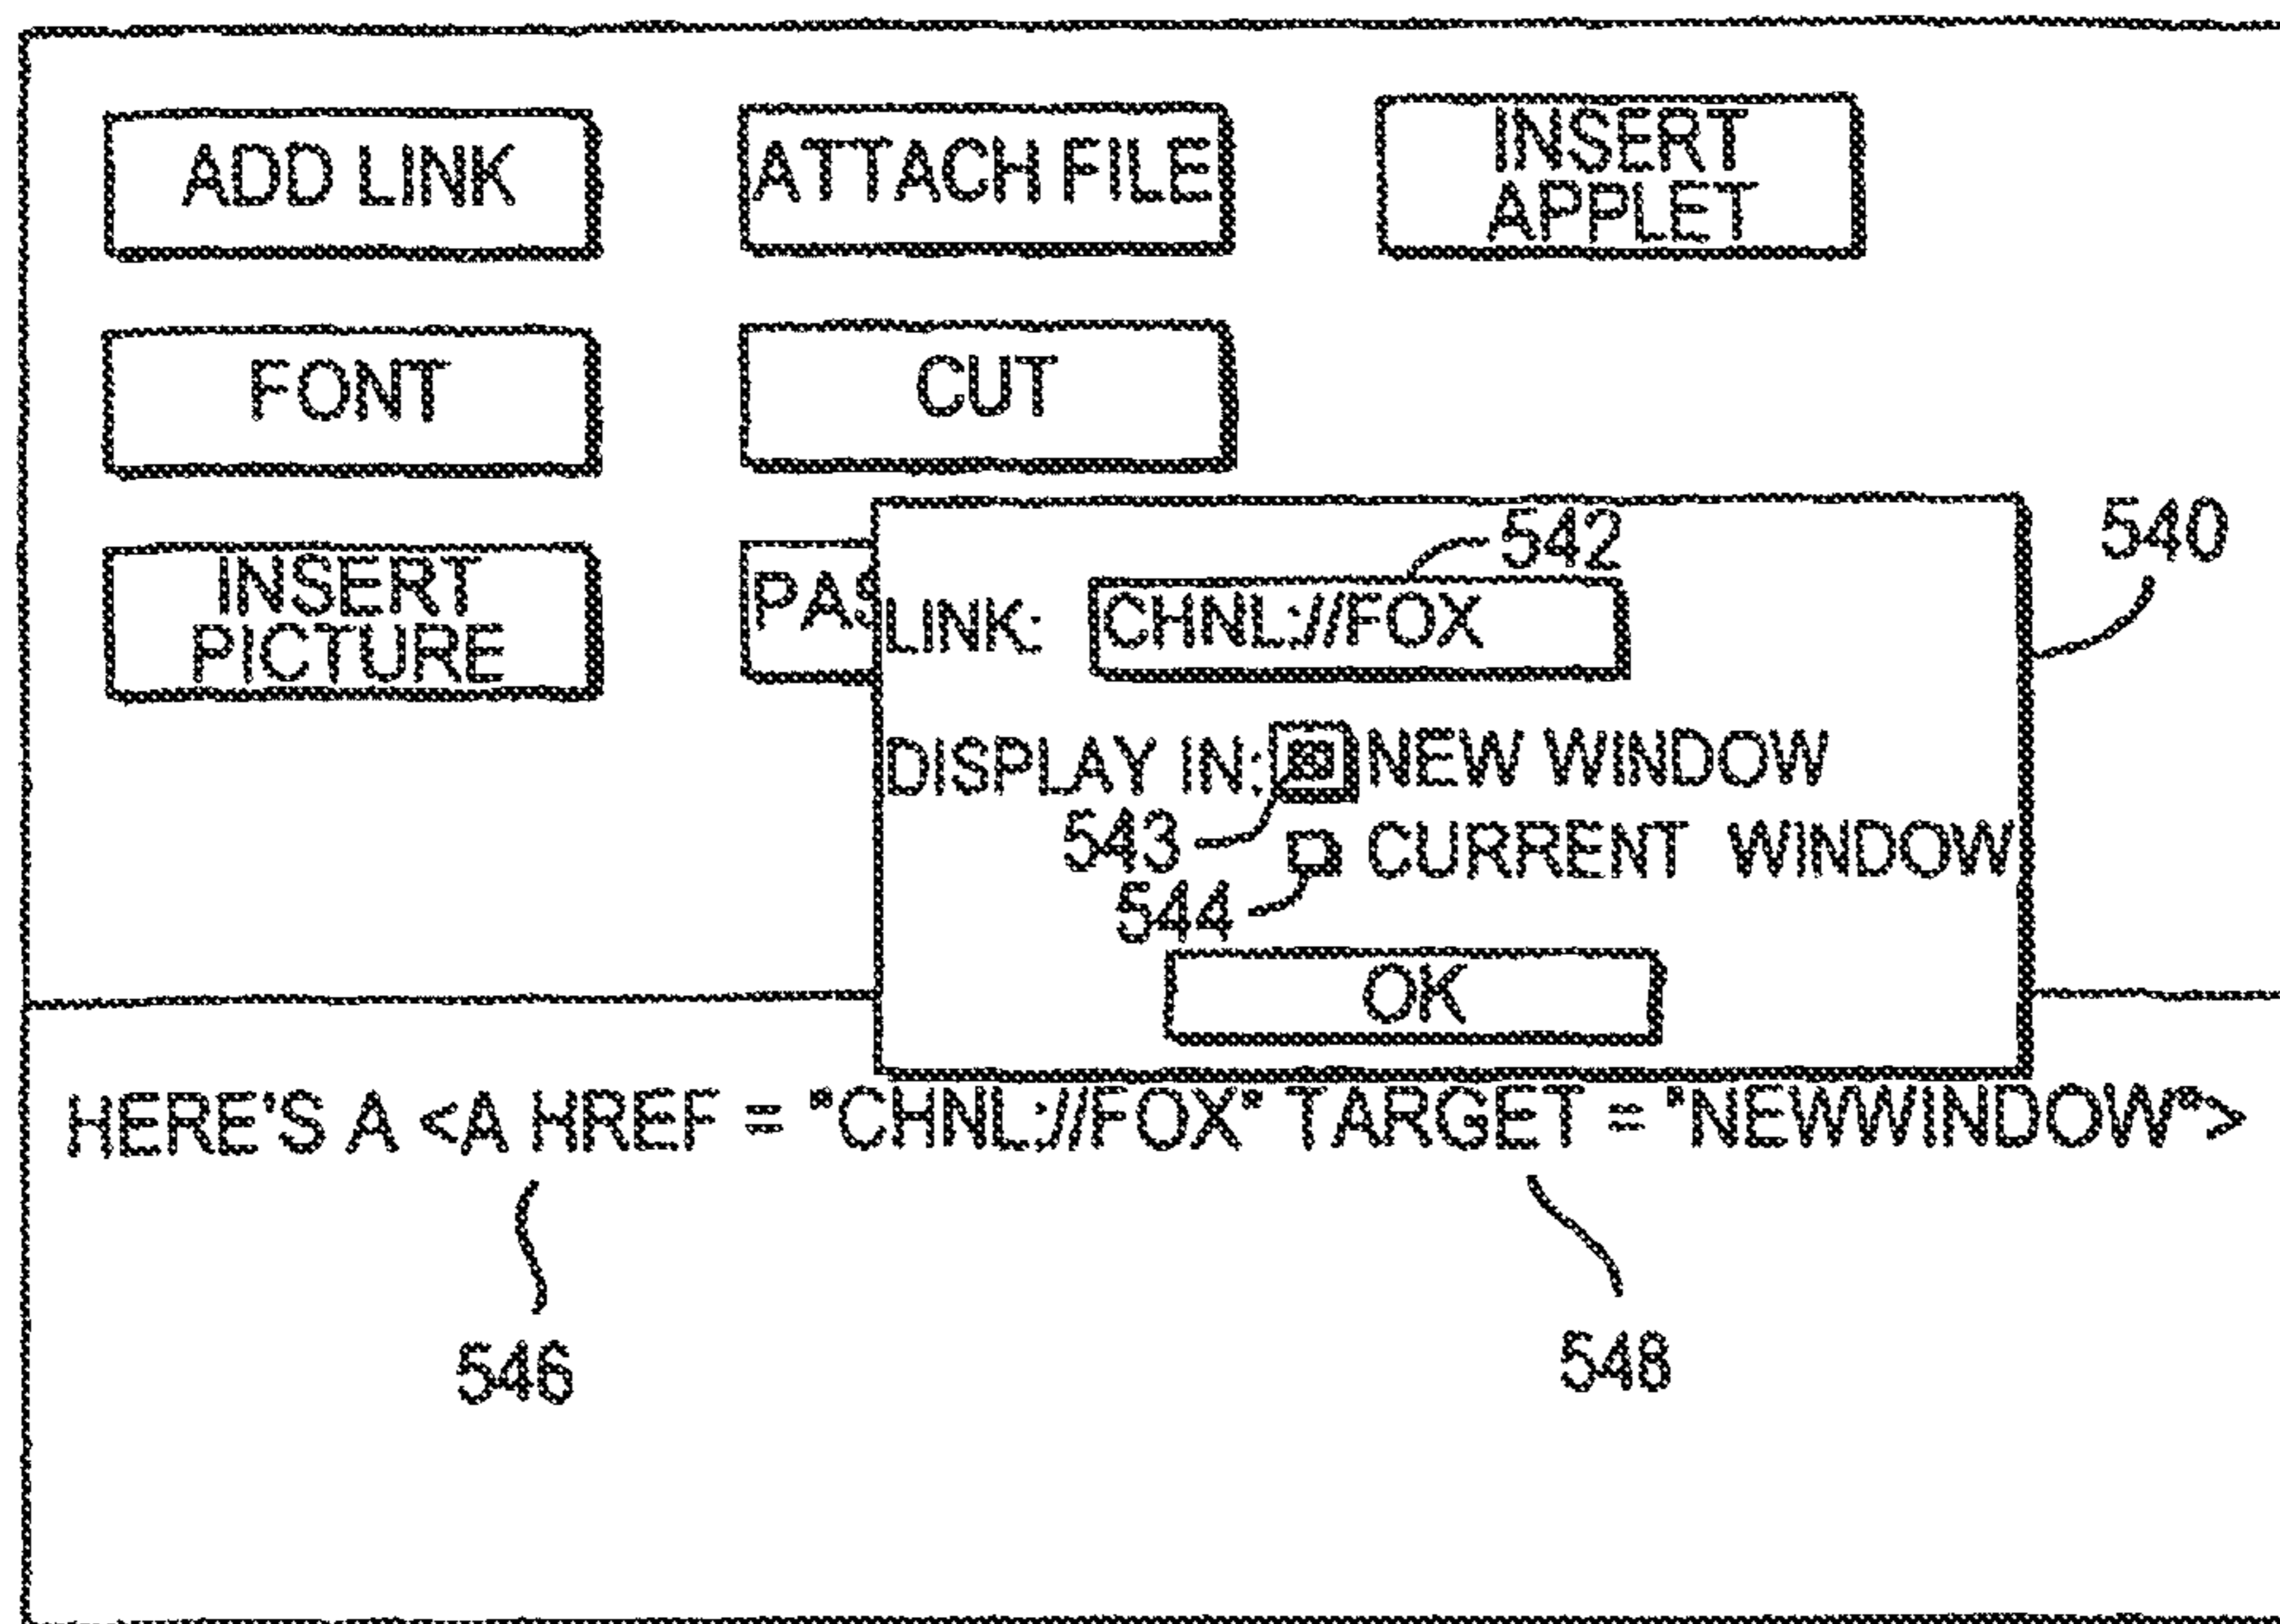 ADD LINK
ATTACH FILE
INSERT
APPLET
FONT
CUT
INSERT
PICTURE
PAS
540
542
LINK: CHNL://FOX
DISPLAY IN: NEW WINDOW
543
CURRENT WINDOW
544
OK
HERE'S A <A HREF = "CHNL://FOX" TARGET = "NEWWINDOW">
546
548